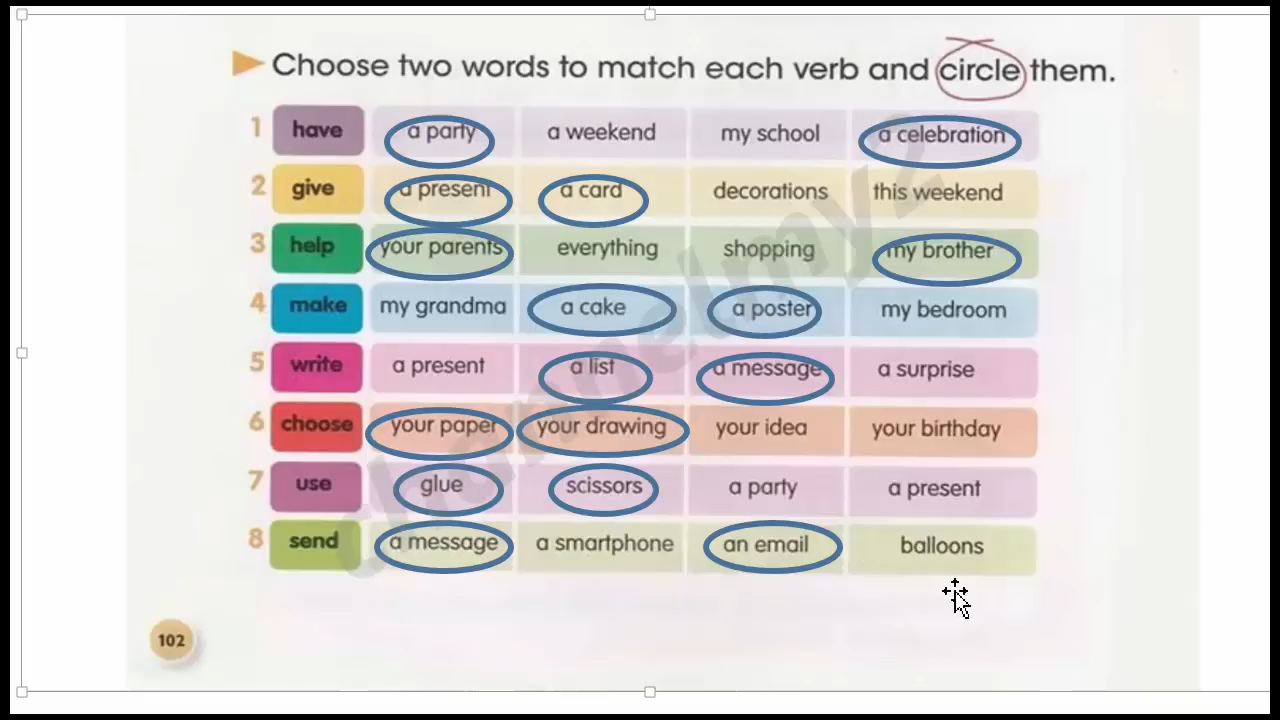 Choose two words to match each verb and circle them.
1 have a party a weekend my school a celebration
2 give a present a card decorations this weekend
3 help your parents everything shopping my brother
4 make my grandma a cake a poster my bedroom
5 write a present a list a message a surprise
6 choose your paper your drawing your idea your birthday
7 use glue scissors a party a present
8 send a message a smartphone an email balloons
102
channelmy2